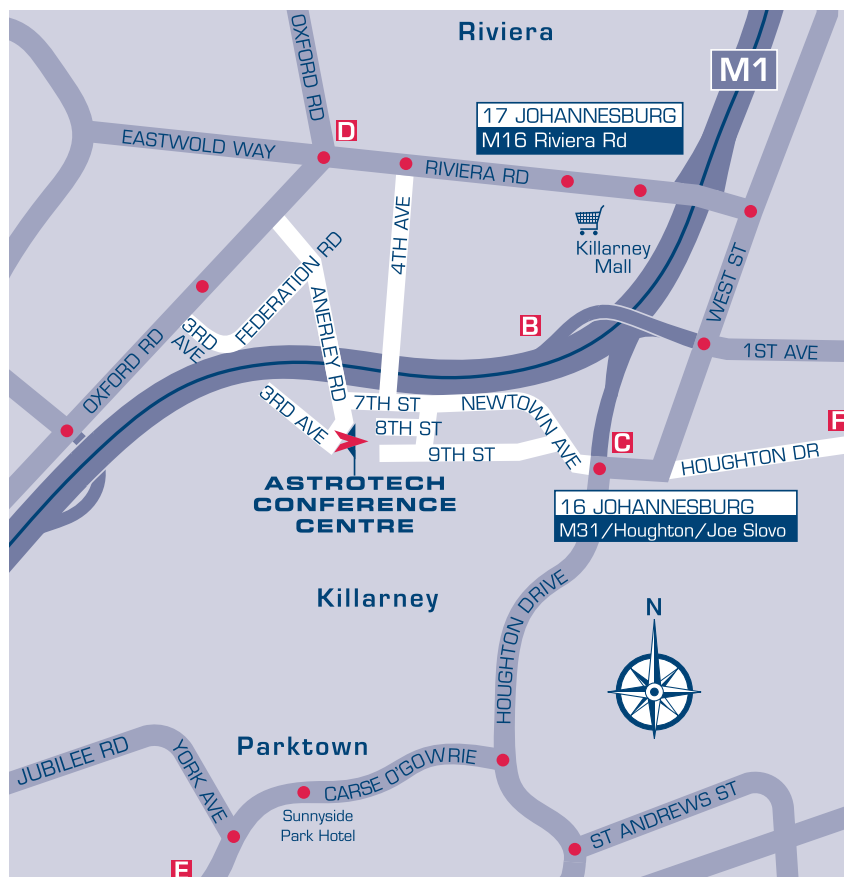 Riviera
OXFORD RD
M1
17 JOHANNESBURG
M16 Riviera Rd
D
EASTWOLD WAY
RIVIERA RD
4TH AVE
Killarney
Mall
FEDERATION RD
WEST ST
ANERLEY RD
B
3RD
AVE
1ST AVE
OXFORD RD
3RD AVE
7TH ST
NEWTOWN AVE
8TH ST
F
C
9TH ST
HOUGHTON DR
ASTROTECH
CONFERENCE
CENTRE
16 JOHANNESBURG
M31/Houghton/Joe Slovo
Killarney
N
HOUGHTON DRIVE
Parktown
JUBILEE RD
YORK AVE
CARSE O'GOWRIE
Sunnyside
Park Hotel
ST ANDREWS ST